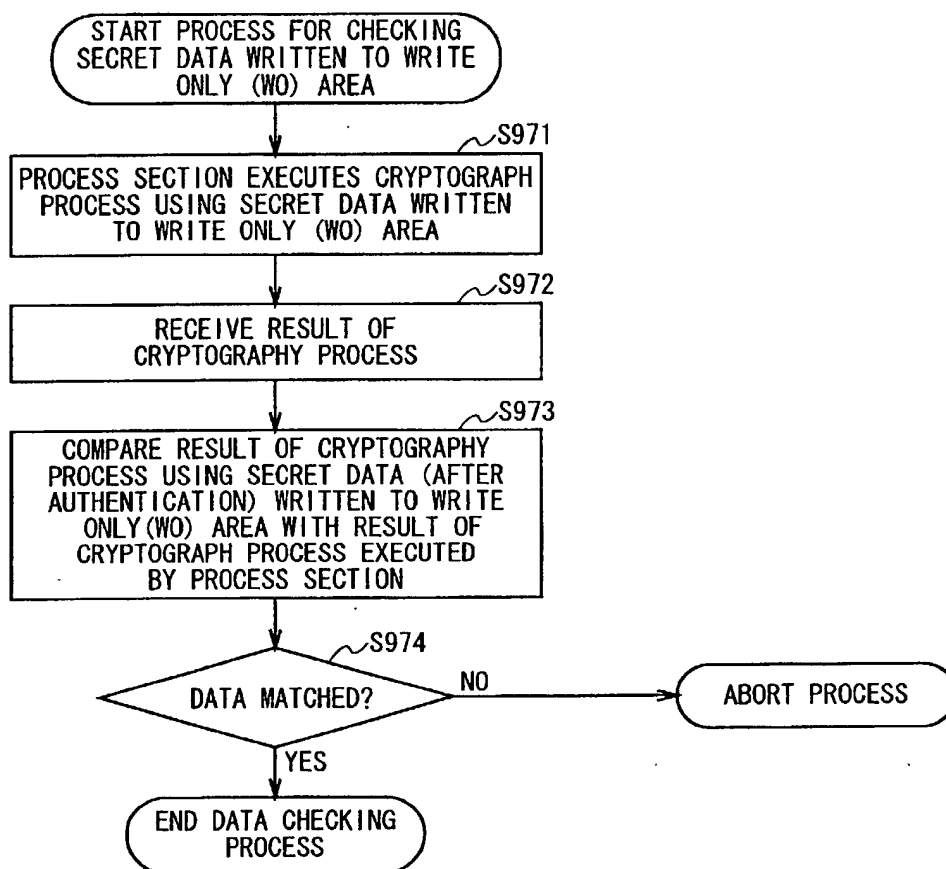 START PROCESS FOR CHECKING
SECRET DATA WRITTEN TO WRITE
ONLY (WO) AREA
S971
PROCESS SECTION EXECUTES CRYPTOGRAPH
PROCESS USING SECRET DATA WRITTEN
TO WRITE ONLY (WO) AREA
S972
RECEIVE RESULT OF
CRYPTOGRAPHY PROCESS
S973
COMPARE RESULT OF CRYPTOGRAPHY
PROCESS USING SECRET DATA (AFTER
AUTHENTICATION) WRITTEN TO WRITE
ONLY(WO) AREA WITH RESULT OF
CRYPTOGRAPH PROCESS EXECUTED
BY PROCESS SECTION
S974
DATA MATCHED?
NO
ABORT PROCESS
YES
END DATA CHECKING
PROCESS